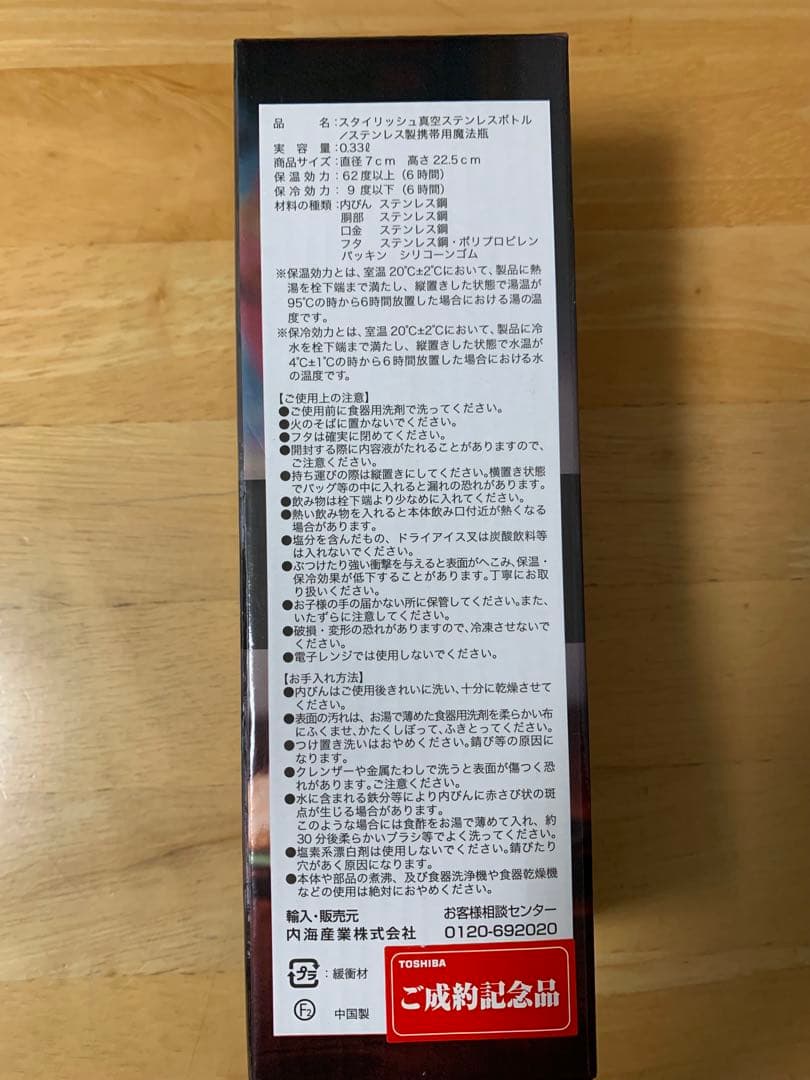 品　　　名：スタイリッシュ真空ステンレスボトル
／ステンレス製携帯用魔法瓶
実　容　量：0.33ℓ
商品サイズ：直径７ｃｍ　高さ２２.５ｃｍ
保 温 効 力：６２度以上（６時間）
保 冷 効 力：９度以下（６時間）
材料の種類：内びん　ステンレス鋼
胴部　ステンレス鋼
口金　ステンレス鋼
フタ　ステンレス鋼・ポリプロピレン
パッキン　シリコーンゴム
※保温効力とは、室温20℃±2℃において、製品に熱
湯を栓下端まで満たし、縦置きした状態で湯温が
95℃の時から6時間放置した場合における湯の温
度です。
※保冷効力とは、室温20℃±2℃において、製品に冷
水を栓下端まで満たし、縦置きした状態で水温が
4℃±1℃の時から6時間放置した場合における水
の温度です。
【ご使用上の注意】
●ご使用前に食器用洗剤で洗ってください。
●火のそばに置かないでください。
●フタは確実に閉めてください。
●開封する際に内容液がたれることがありますので、
ご注意ください。
●持ち運びの際は縦置きにしてください。横置き状態
でバッグ等の中に入れると漏れの恐れがあります。
●飲み物は栓下端より少なめに入れてください。
●熱い飲み物を入れると本体飲み口付近が熱くなる
場合があります。
●塩分を含んだもの、ドライアイス又は炭酸飲料等
は入れないでください。
●ぶつけたり強い衝撃を与えると表面がへこみ、保温・
保冷効果が低下することがあります。丁寧にお取
り扱いください。
●お子様の手の届かない所に保管してください。また、
いたずらに注意してください。
●破損・変形の恐れがありますので、冷凍させないで
ください。
●電子レンジでは使用しないでください。
【お手入れ方法】
●内びんはご使用後きれいに洗い、十分に乾燥させて
ください。
●表面の汚れは、お湯で薄めた食器用洗剤を柔らかい布
にふくませ、かたくしぼって、ふきとってください。
●つけ置き洗いはおやめください。錆び等の原因に
なります。
●クレンザーや金属たわしで洗うと表面が傷つく恐
れがあります。ご注意ください。
●水に含まれる鉄分等により内びんに赤さび状の斑
点が生じる場合があります。
このような場合には食酢をお湯で薄めて入れ、約
30分後柔らかいブラシ等でよく洗ってください。
●塩素系漂白剤は使用しないでください。錆びたり
穴があく原因になります。
●本体や部品の煮沸、及び食器洗浄機や食器乾燥機
などの使用は絶対におやめください。
輸入・販売元
内海産業株式会社
お客様相談センター
0120-692020
プラ：緩衝材
F2 中国製
TOSHIBA
ご成約記念品